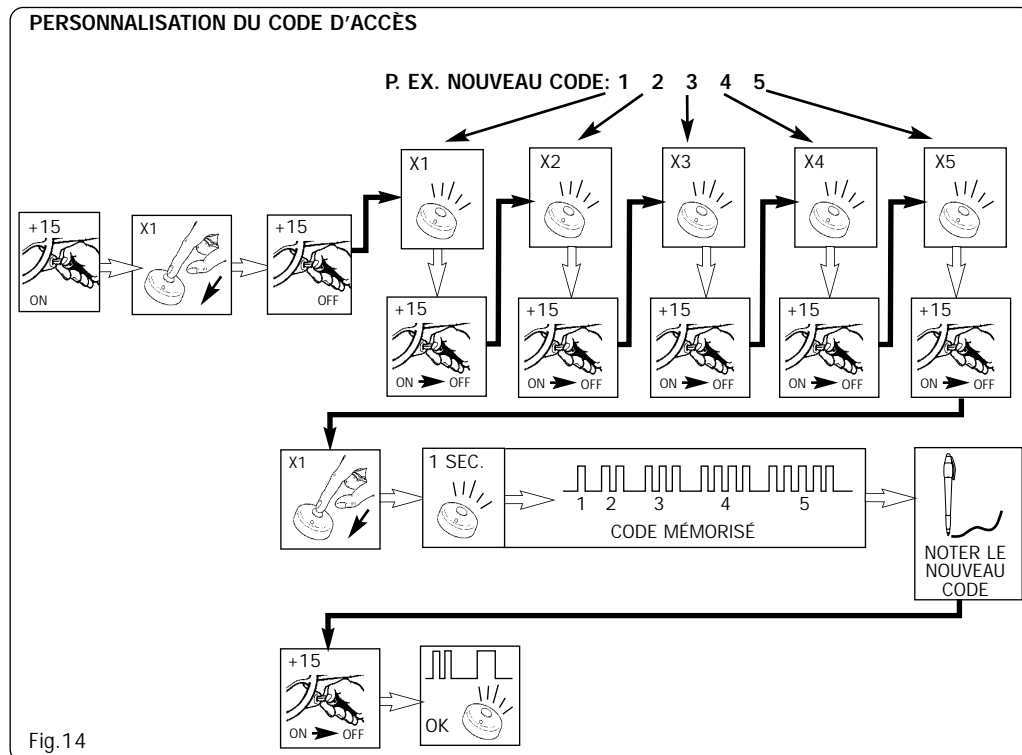 PERSONNALISATION DU CODE D'ACCÈS
P. EX. NOUVEAU CODE: 1 2 3 4 5
X1
X2
X3
X4
X5
+15
ON
X1
+15
OFF
+15
ON OFF
+15
ON OFF
+15
ON OFF
+15
ON OFF
+15
ON OFF
X1
1 SEC.
1 2 3 4 5
CODE MÉMORISÉ
NOTER LE
NOUVEAU
CODE
+15
ON OFF
OK
Fig.14